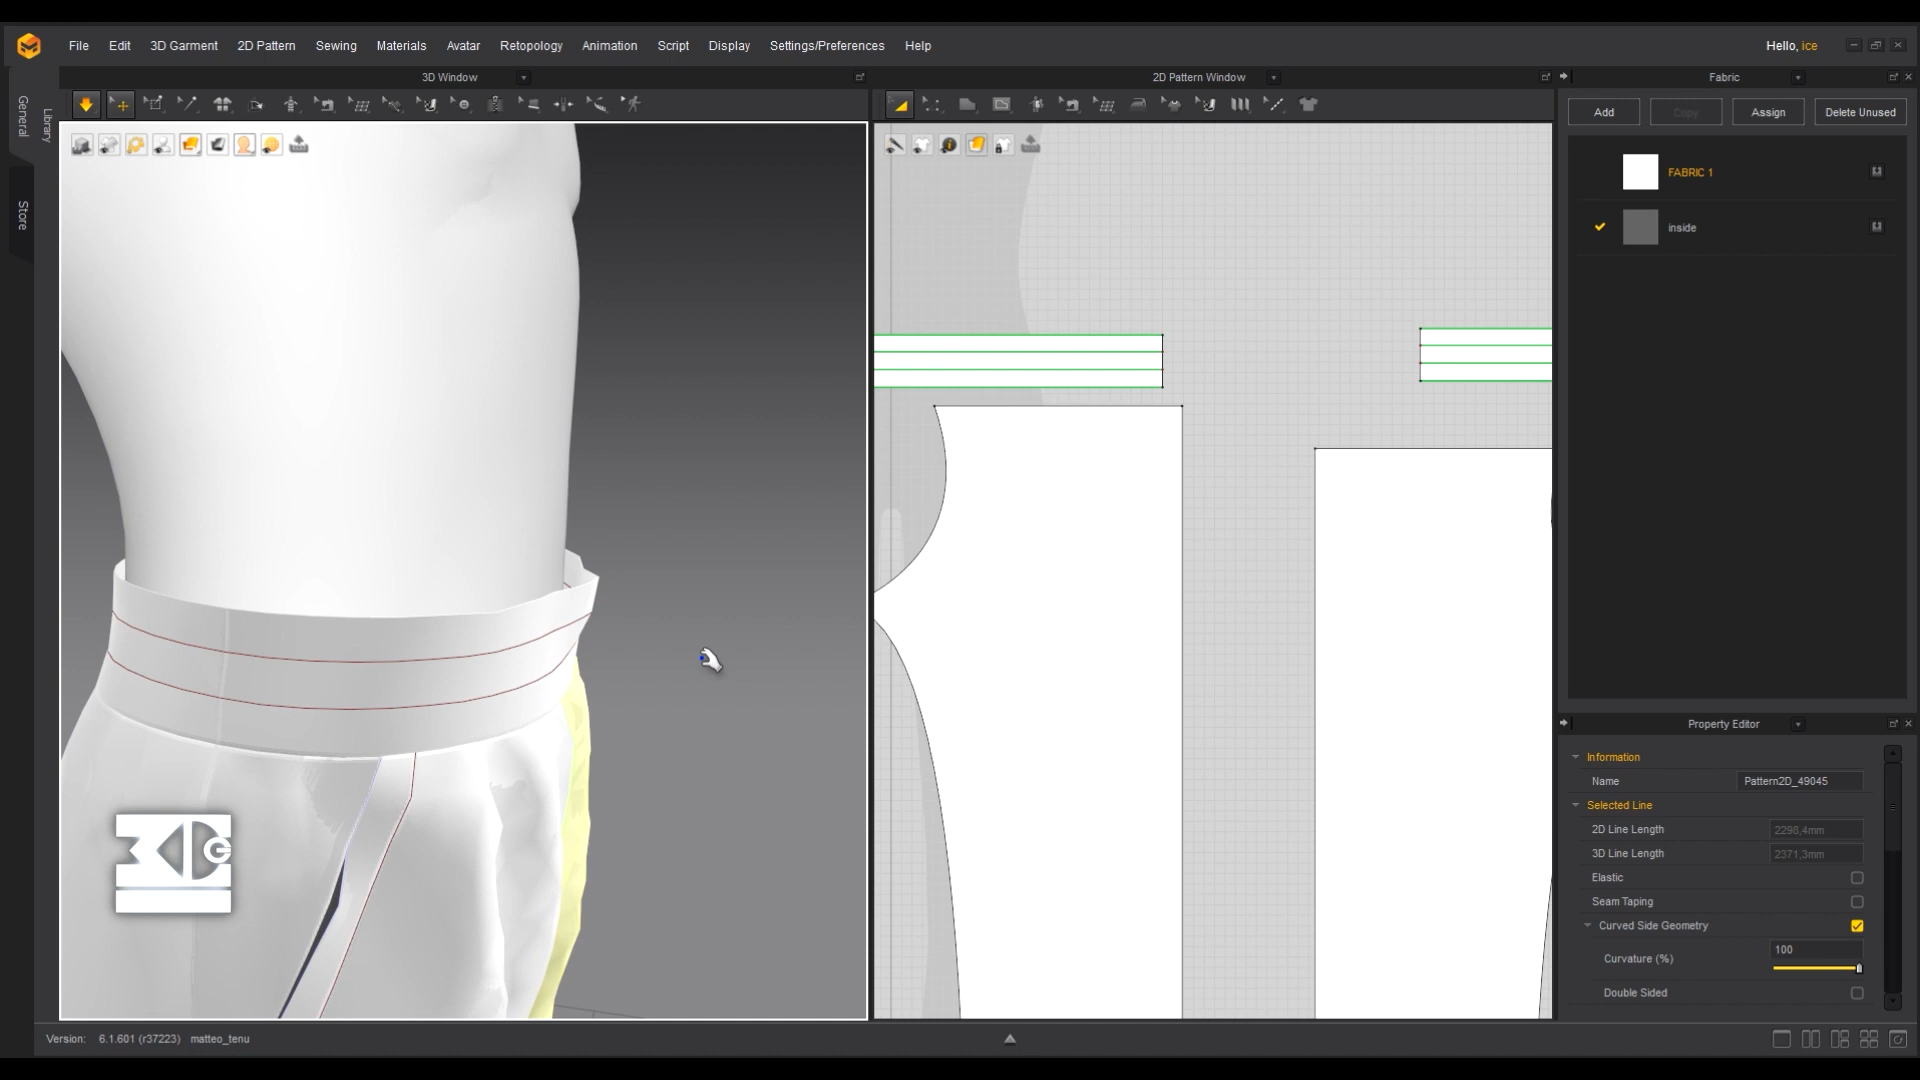 File Edit 3D Garment 2D Pattern Sewing Materials Avatar Retopology Animation Script Display Settings/Preferences Help
Hello, ice
3D Window
2D Pattern Window
Fabric
General
Library
Store
Add Copy Assign Delete Unused
FABRIC 1
inside
Property Editor
Information
Name Pattern2D_49045
Selected Line
2D Line Length 2298,4mm
3D Line Length 2371,3mm
Elastic
Seam Taping
Curved Side Geometry
100
Curvature (%)
Double Sided
Version: 6.1.601 (r37223) matteo_tenu